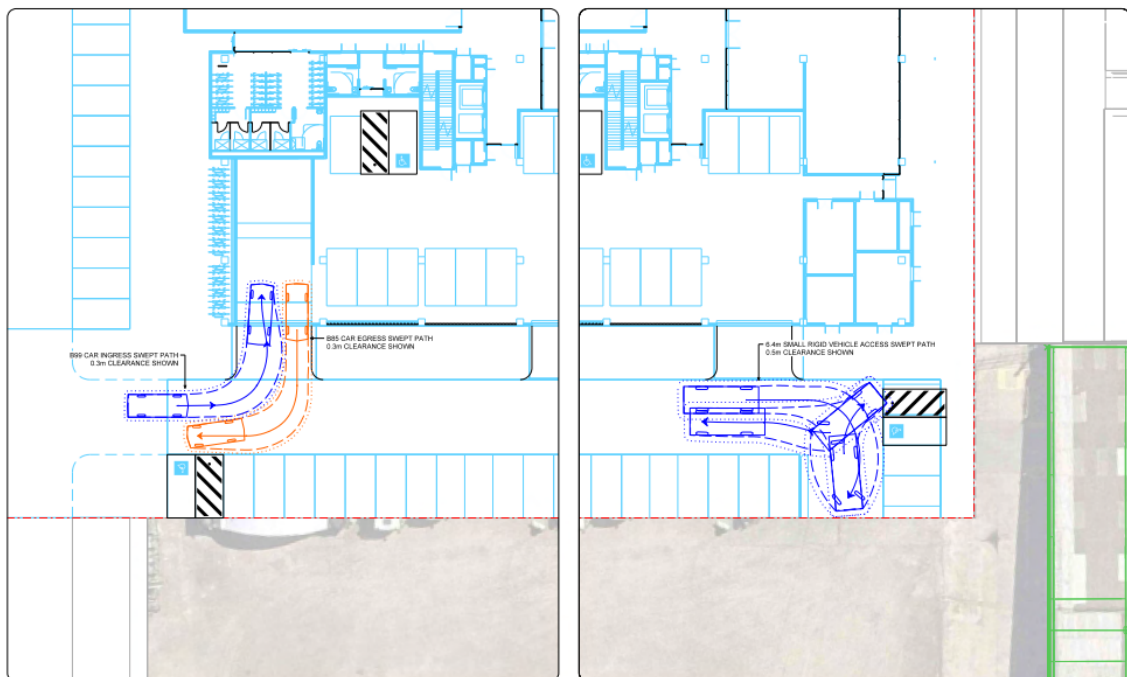 B99 CAR INGRESS SWEPT PATH
0.3m CLEARANCE SHOWN
B85 CAR EGRESS SWEPT PATH
0.3m CLEARANCE SHOWN
6.4m SMALL RIGID VEHICLE ACCESS SWEPT PATH
0.5m CLEARANCE SHOWN